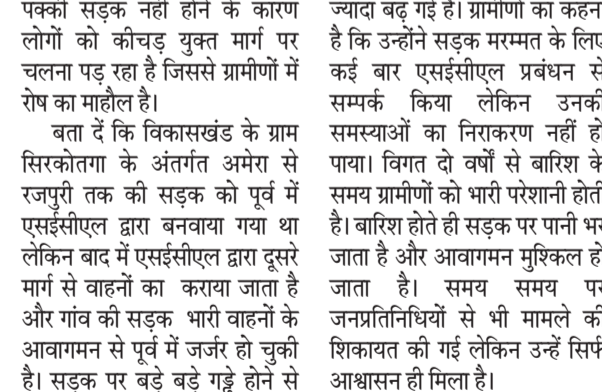 पक्की सड़क नहीं होने के कारण
लोगों को कीचड़ युक्त मार्ग पर
चलना पड़ रहा है जिससे ग्रामीणों में
रोष का माहौल है।
बता दें कि विकासखंड के ग्राम
सिरकोतगा के अंतर्गत अमेरा से
रजपुरी तक की सड़क को पूर्व में
एसईसीएल द्वारा बनवाया गया था
लेकिन बाद में एसईसीएल द्वारा दूसरे
मार्ग से वाहनों का कराया जाता है
और गांव की सड़क भारी वाहनों के
आवागमन से पूर्व में जर्जर हो चुकी
है। सड़क पर बड़े बड़े गड्ढे होने से
ज्यादा बढ़ गई है। ग्रामीणों का कहन
है कि उन्होंने सड़क मरम्मत के लिए
कई बार एसईसीएल प्रबंधन से
सम्पर्क किया लेकिन उनकी
समस्याओं का निराकरण नहीं हो
पाया। विगत दो वर्षों से बारिश के
समय ग्रामीणों को भारी परेशानी होती
है। बारिश होते ही सड़क पर पानी भर
जाता है और आवागमन मुश्किल हो
जाता है। समय समय पर
जनप्रतिनिधियों से भी मामले की
शिकायत की गई लेकिन उन्हें सिर्फ
आश्वासन ही मिला है।